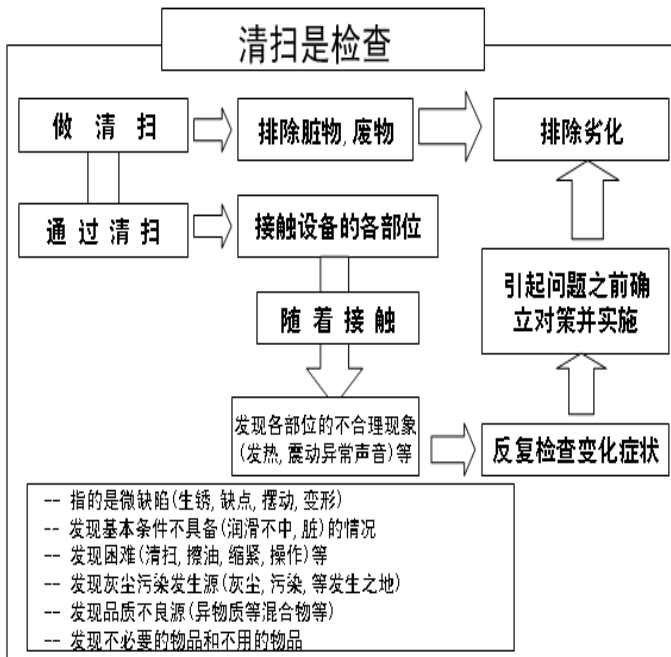 清扫是检查
做 清 扫
排除脏物,废物
排除劣化
通 过 清 扫
接触设备的各部位
随 着 接 触
引起问题之前确
立对策并实施
发现各部位的不合理现象
(发热,震动异常声音)等
反复检查变化症状
-- 指的是微缺陷(生锈,缺点,摆动,变形)
-- 发现基本条件不具备(润滑不中,脏)的情况
-- 发现困难(清扫,擦油,缩紧,操作)等
-- 发现灰尘污染发生源(灰尘,污染,等发生之地)
-- 发现品质不良源(异物质等混合物等)
-- 发现不必要的物品和不用的物品